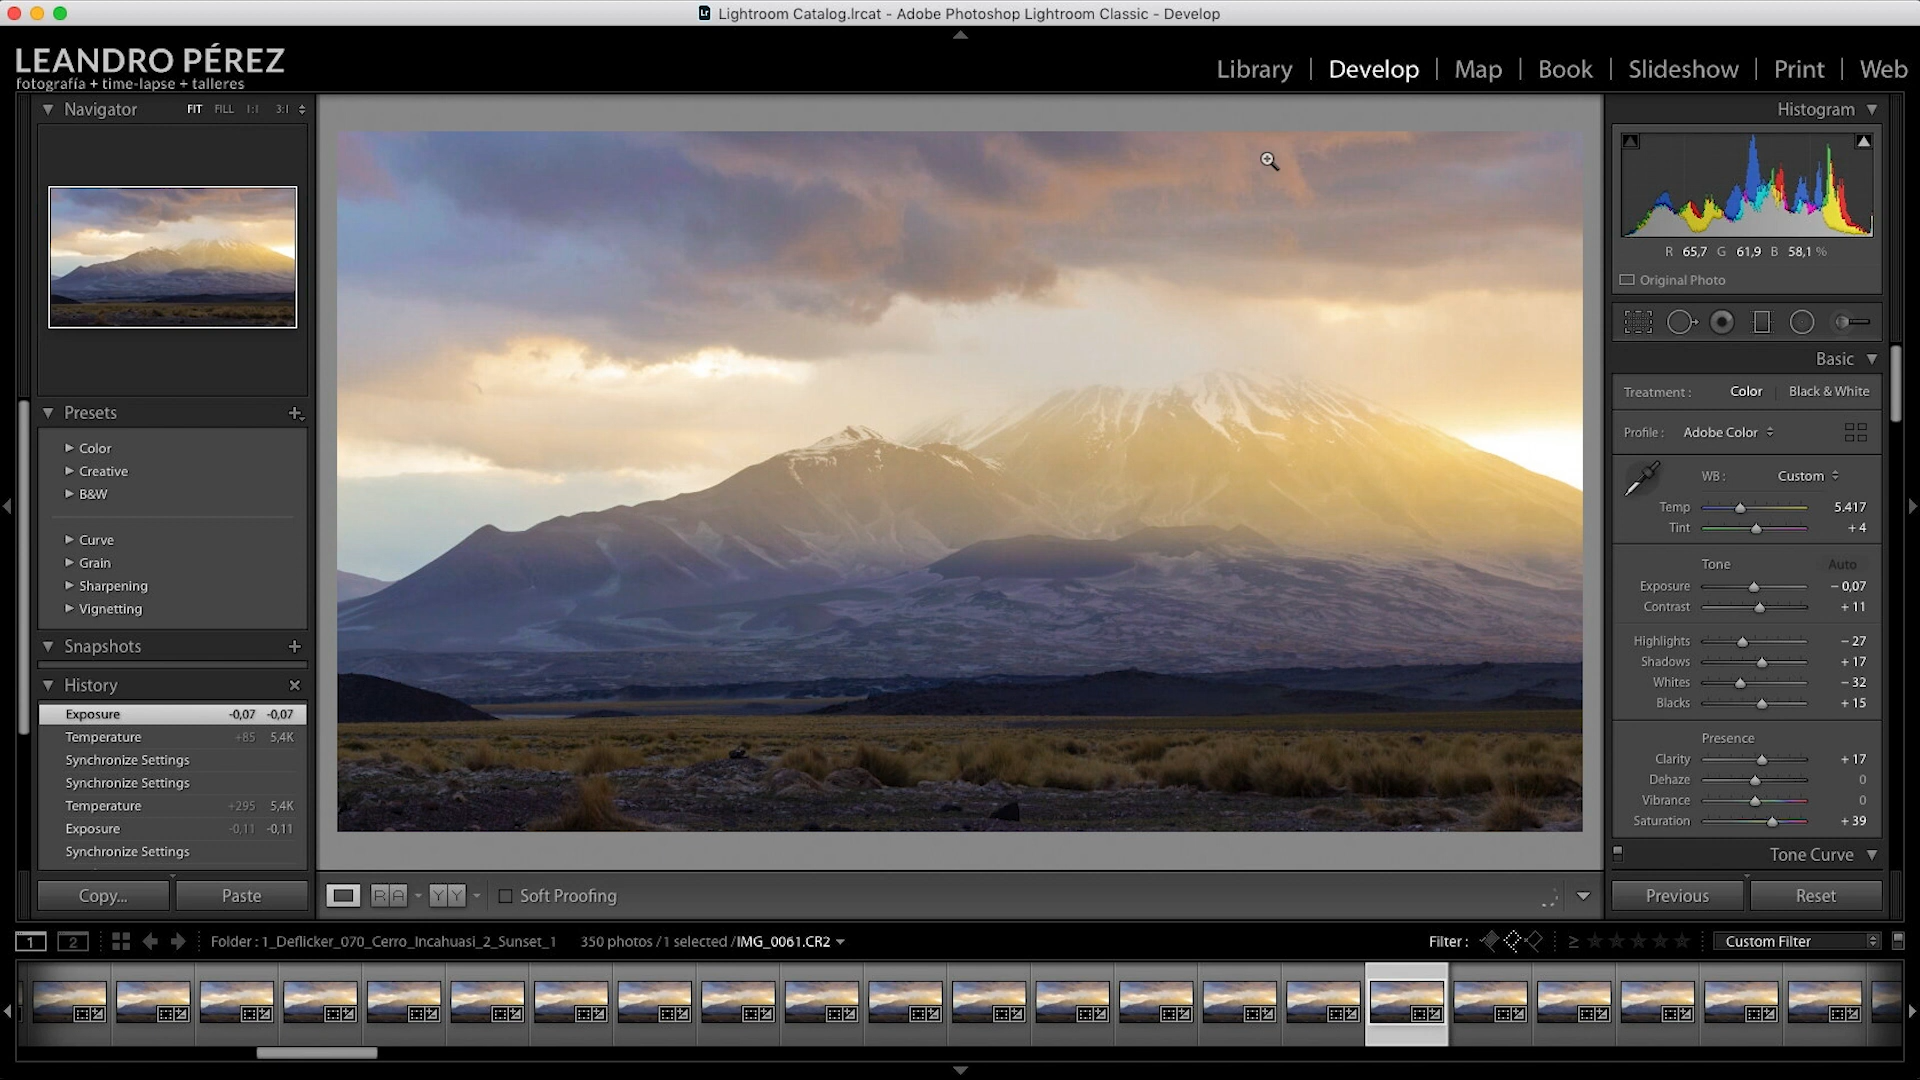 Lightroom Catalog.lrcat - Adobe Photoshop Lightroom Classic - Develop
LEANDRO PÉREZ
fotografía + time-lapse + talleres
Library | Develop | Map | Book | Slideshow | Print | Web
Navigator FIT FILL 1:1 3:1
Presets
Color
Creative
B&W
Curve
Grain
Sharpening
Vignetting
Snapshots
History
Exposure -0,07 -0,07
Temperature +85 5,4K
Synchronize Settings
Synchronize Settings
Temperature +295 5,4K
Exposure -0,11 -0,11
Synchronize Settings
Copy... Paste
R A Y Y Soft Proofing
Histogram
R 65,7 G 61,9 B 58,1 %
Original Photo
Basic
Treatment : Color Black & White
Profile : Adobe Color
WB : Custom
Temp 5.417
Tint + 4
Tone Auto
Exposure − 0,07
Contrast + 11
Highlights − 27
Shadows + 17
Whites − 32
Blacks + 15
Presence
Clarity + 17
Dehaze 0
Vibrance 0
Saturation + 39
Tone Curve
Previous Reset
1 2 Folder : 1_Deflicker_070_Cerro_Incahuasi_2_Sunset_1 350 photos / 1 selected / IMG_0061.CR2 Filter : ≥ Custom Filter